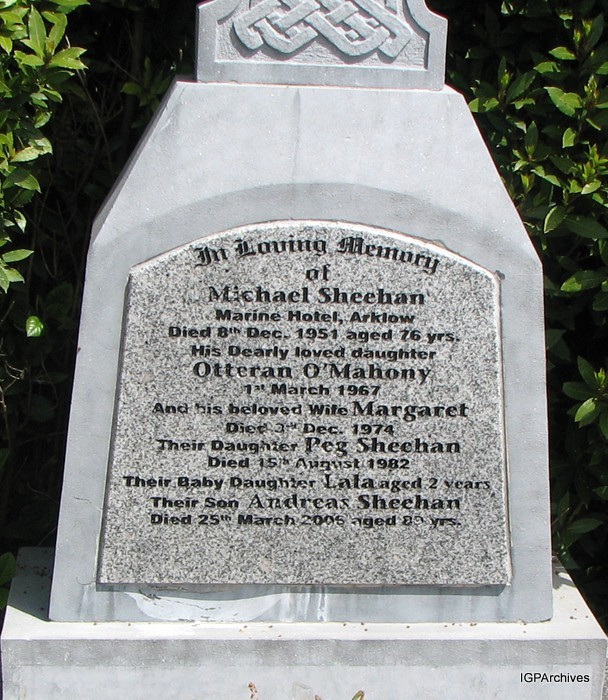 In Loving Memory
of
Michael Sheehan
Marine Hotel, Arklow
Died 8th Dec. 1951 aged 76 yrs.
His Dearly loved daughter
Otteran O'Mahony
1st March 1967
And his beloved Wife Margaret
Died 3rd Dec. 1974
Their Daughter Peg Sheehan
Died 15th August 1982
Their Baby Daughter Lala aged 2 years
Their Son Andreas Sheehan
Died 25th March aged yrs.
IGPArchives